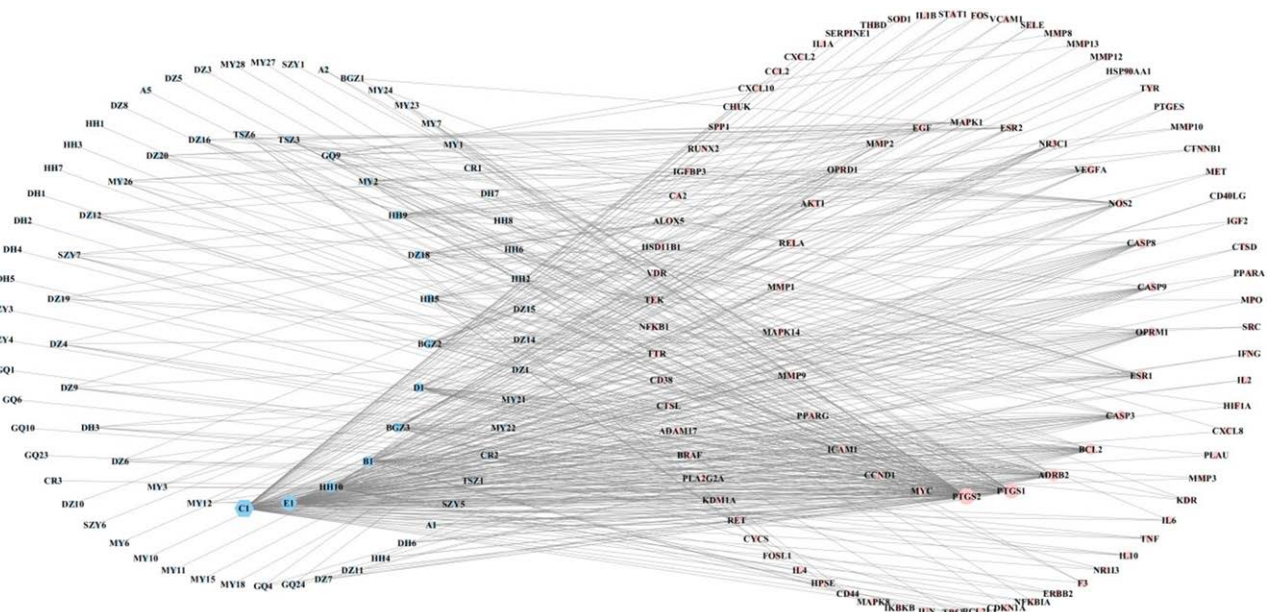 MY28
MY27
SZY1
A2
BGZ1
DZ3
DZ5
A5
DZ8
HH1
HH3
HH7
DH1
DH2
DH4
GQ6
GQ10
GQ23
CR3
DZ10
SZY6
MY6
MY10
MY11
MY15
MY18
GQ4
GQ24
DZ7
DZ11
HH4
DH6
A1
SZY5
TSZ1
CR2
MY22
MY21
DZ1
DZ14
DZ15
HH2
HH6
HH8
DH7
CR1
MY1
MY7
MY23
MY24
TSZ6
TSZ3
GQ9
MY2
HH9
DZ18
HH5
BGZ2
D1
BGZ3
B1
HH10
E1
C1
MY12
MY3
DZ6
DH3
DZ9
DZ4
DZ19
SZY7
DZ12
MY26
DZ20
DZ16
STAT1
FOS
VCAM1
SELE
MMP8
MMP13
MMP12
HSP90AA1
TYR
PTGES
MMP10
CTNNB1
MET
CD40LG
IGF2
CTSD
PPARA
MPO
SRC
IFNG
IL2
HIF1A
CXCL8
PLAU
MMP3
KDR
IL6
TNF
IL10
NR1I3
F3
ERBB2
NFKBIA
CDKN1A
IKBKB
MAPK8
CD44
HPSE
IL4
FOSL1
CYCS
RET
KDM1A
PLA2G2A
BRAF
ADAM17
CTSL
CD38
TTR
NFKB1
TEK
VDR
HSD11B1
ALOX5
CA2
IGFBP3
RUNX2
SPP1
CHUK
CXCL10
CCL2
CXCL2
IL1A
SERPINE1
THBD
SOD1
IL1B
MAPK1
ESR2
NR3C1
VEGFA
NOS2
CASP8
CASP9
OPRM1
ESR1
CASP3
BCL2
ADRB2
PTGS1
PTGS2
MYC
CCND1
ICAM1
PPARG
MMP9
MAPK14
MMP1
RELA
AKT1
OPRD1
MMP2
EGF